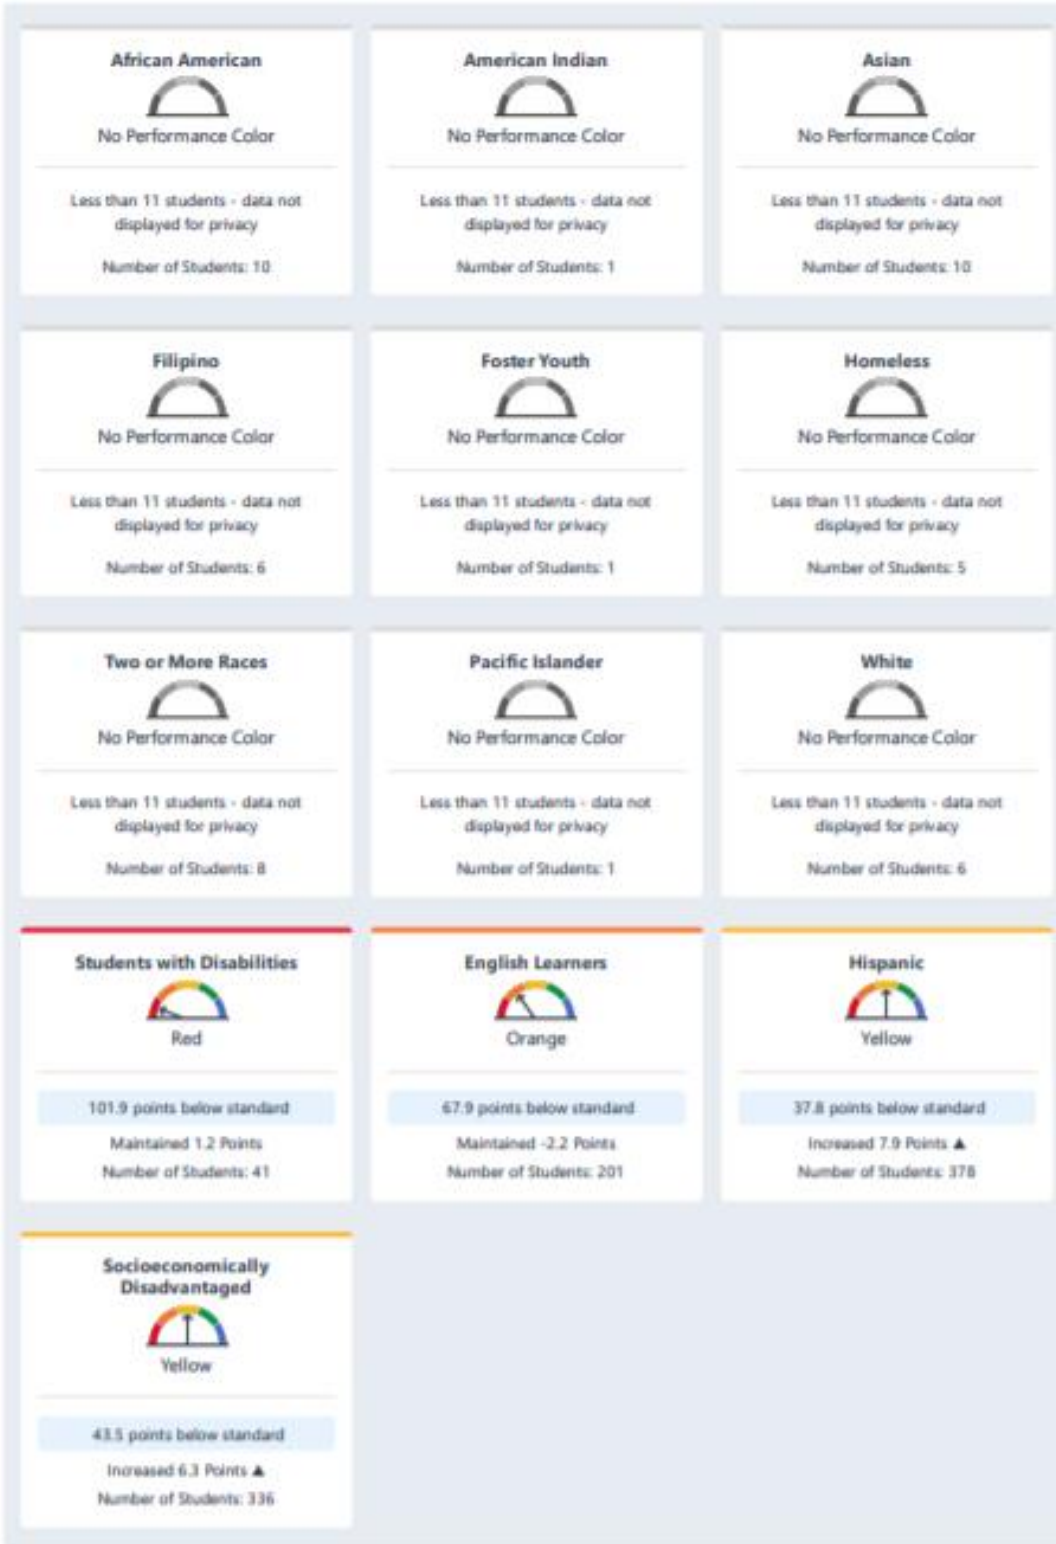 African American
No Performance Color
Less than 11 students - data not
displayed for privacy
Number of Students: 10
American Indian
No Performance Color
Less than 11 students - data not
displayed for privacy
Number of Students: 1
Asian
No Performance Color
Less than 11 students - data not
displayed for privacy
Number of Students: 10
Filipino
No Performance Color
Less than 11 students - data not
displayed for privacy
Number of Students: 6
Foster Youth
No Performance Color
Less than 11 students - data not
displayed for privacy
Number of Students: 1
Homeless
No Performance Color
Less than 11 students - data not
displayed for privacy
Number of Students: 5
Two or More Races
No Performance Color
Less than 11 students - data not
displayed for privacy
Number of Students: 8
Pacific Islander
No Performance Color
Less than 11 students - data not
displayed for privacy
Number of Students: 1
White
No Performance Color
Less than 11 students - data not
displayed for privacy
Number of Students: 6
Students with Disabilities
Red
101.9 points below standard
Maintained 1.2 Points
Number of Students: 41
English Learners
Orange
67.9 points below standard
Maintained -2.2 Points
Number of Students: 201
Hispanic
Yellow
37.8 points below standard
Increased 7.9 Points ▲
Number of Students: 378
Socioeconomically
Disadvantaged
Yellow
43.5 points below standard
Increased 6.3 Points ▲
Number of Students: 336